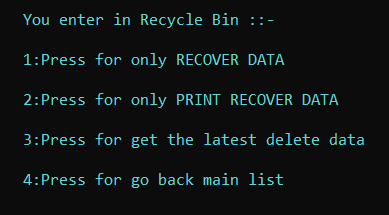 You enter in Recycle Bin ::-
1:Press for only RECOVER DATA
2:Press for only PRINT RECOVER DATA
3:Press for get the latest delete data
4:Press for go back main list